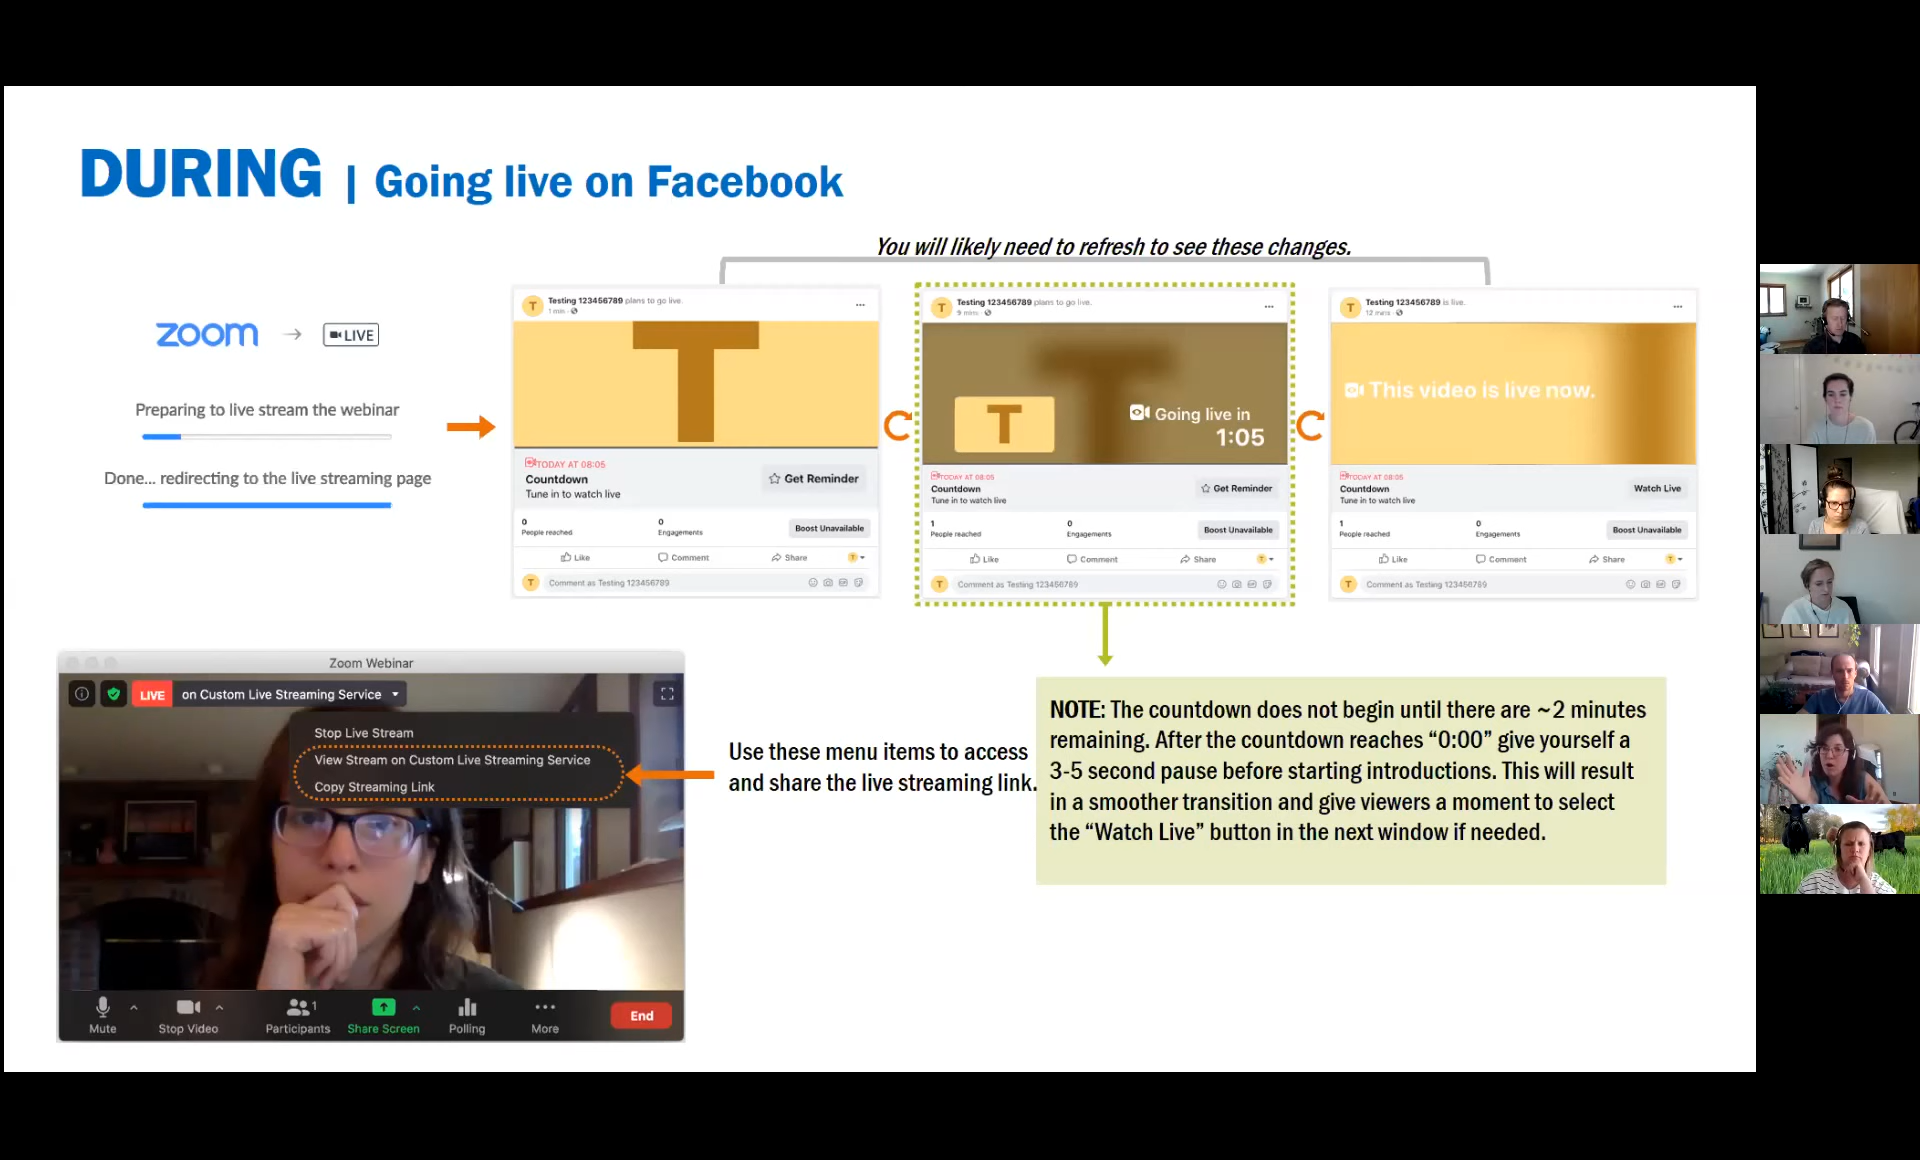 DURING | Going live on Facebook
You will likely need to refresh to see these changes.
zoom → LIVE
Preparing to live stream the webinar
Done... redirecting to the live streaming page
T Testing 123456789 plans to go live. ...
1 min ·
T
TODAY AT 08:05
Countdown
Tune in to watch live
Get Reminder
0 0
People reached Engagements
Boost Unavailable
Like Comment Share T
T Comment as Testing 123456789
T Testing 123456789 plans to go live. ...
9 mins ·
T
Going live in
1:05
TODAY AT 08:05
Countdown
Tune in to watch live
Get Reminder
1 0
People reached Engagements
Boost Unavailable
Like Comment Share T
T Comment as Testing 123456789
T Testing 123456789 is live. ...
12 mins ·
This video is live now.
TODAY AT 08:05
Countdown
Tune in to watch live
Watch Live
1 0
People reached Engagements
Boost Unavailable
Like Comment Share T
T Comment as Testing 123456789
Zoom Webinar
LIVE on Custom Live Streaming Service
Stop Live Stream
View Stream on Custom Live Streaming Service
Copy Streaming Link
Mute Stop Video Participants 1 Share Screen Polling More End
Use these menu items to access
and share the live streaming link.
NOTE: The countdown does not begin until there are ~2 minutes
remaining. After the countdown reaches “0:00” give yourself a
3-5 second pause before starting introductions. This will result
in a smoother transition and give viewers a moment to select
the “Watch Live” button in the next window if needed.